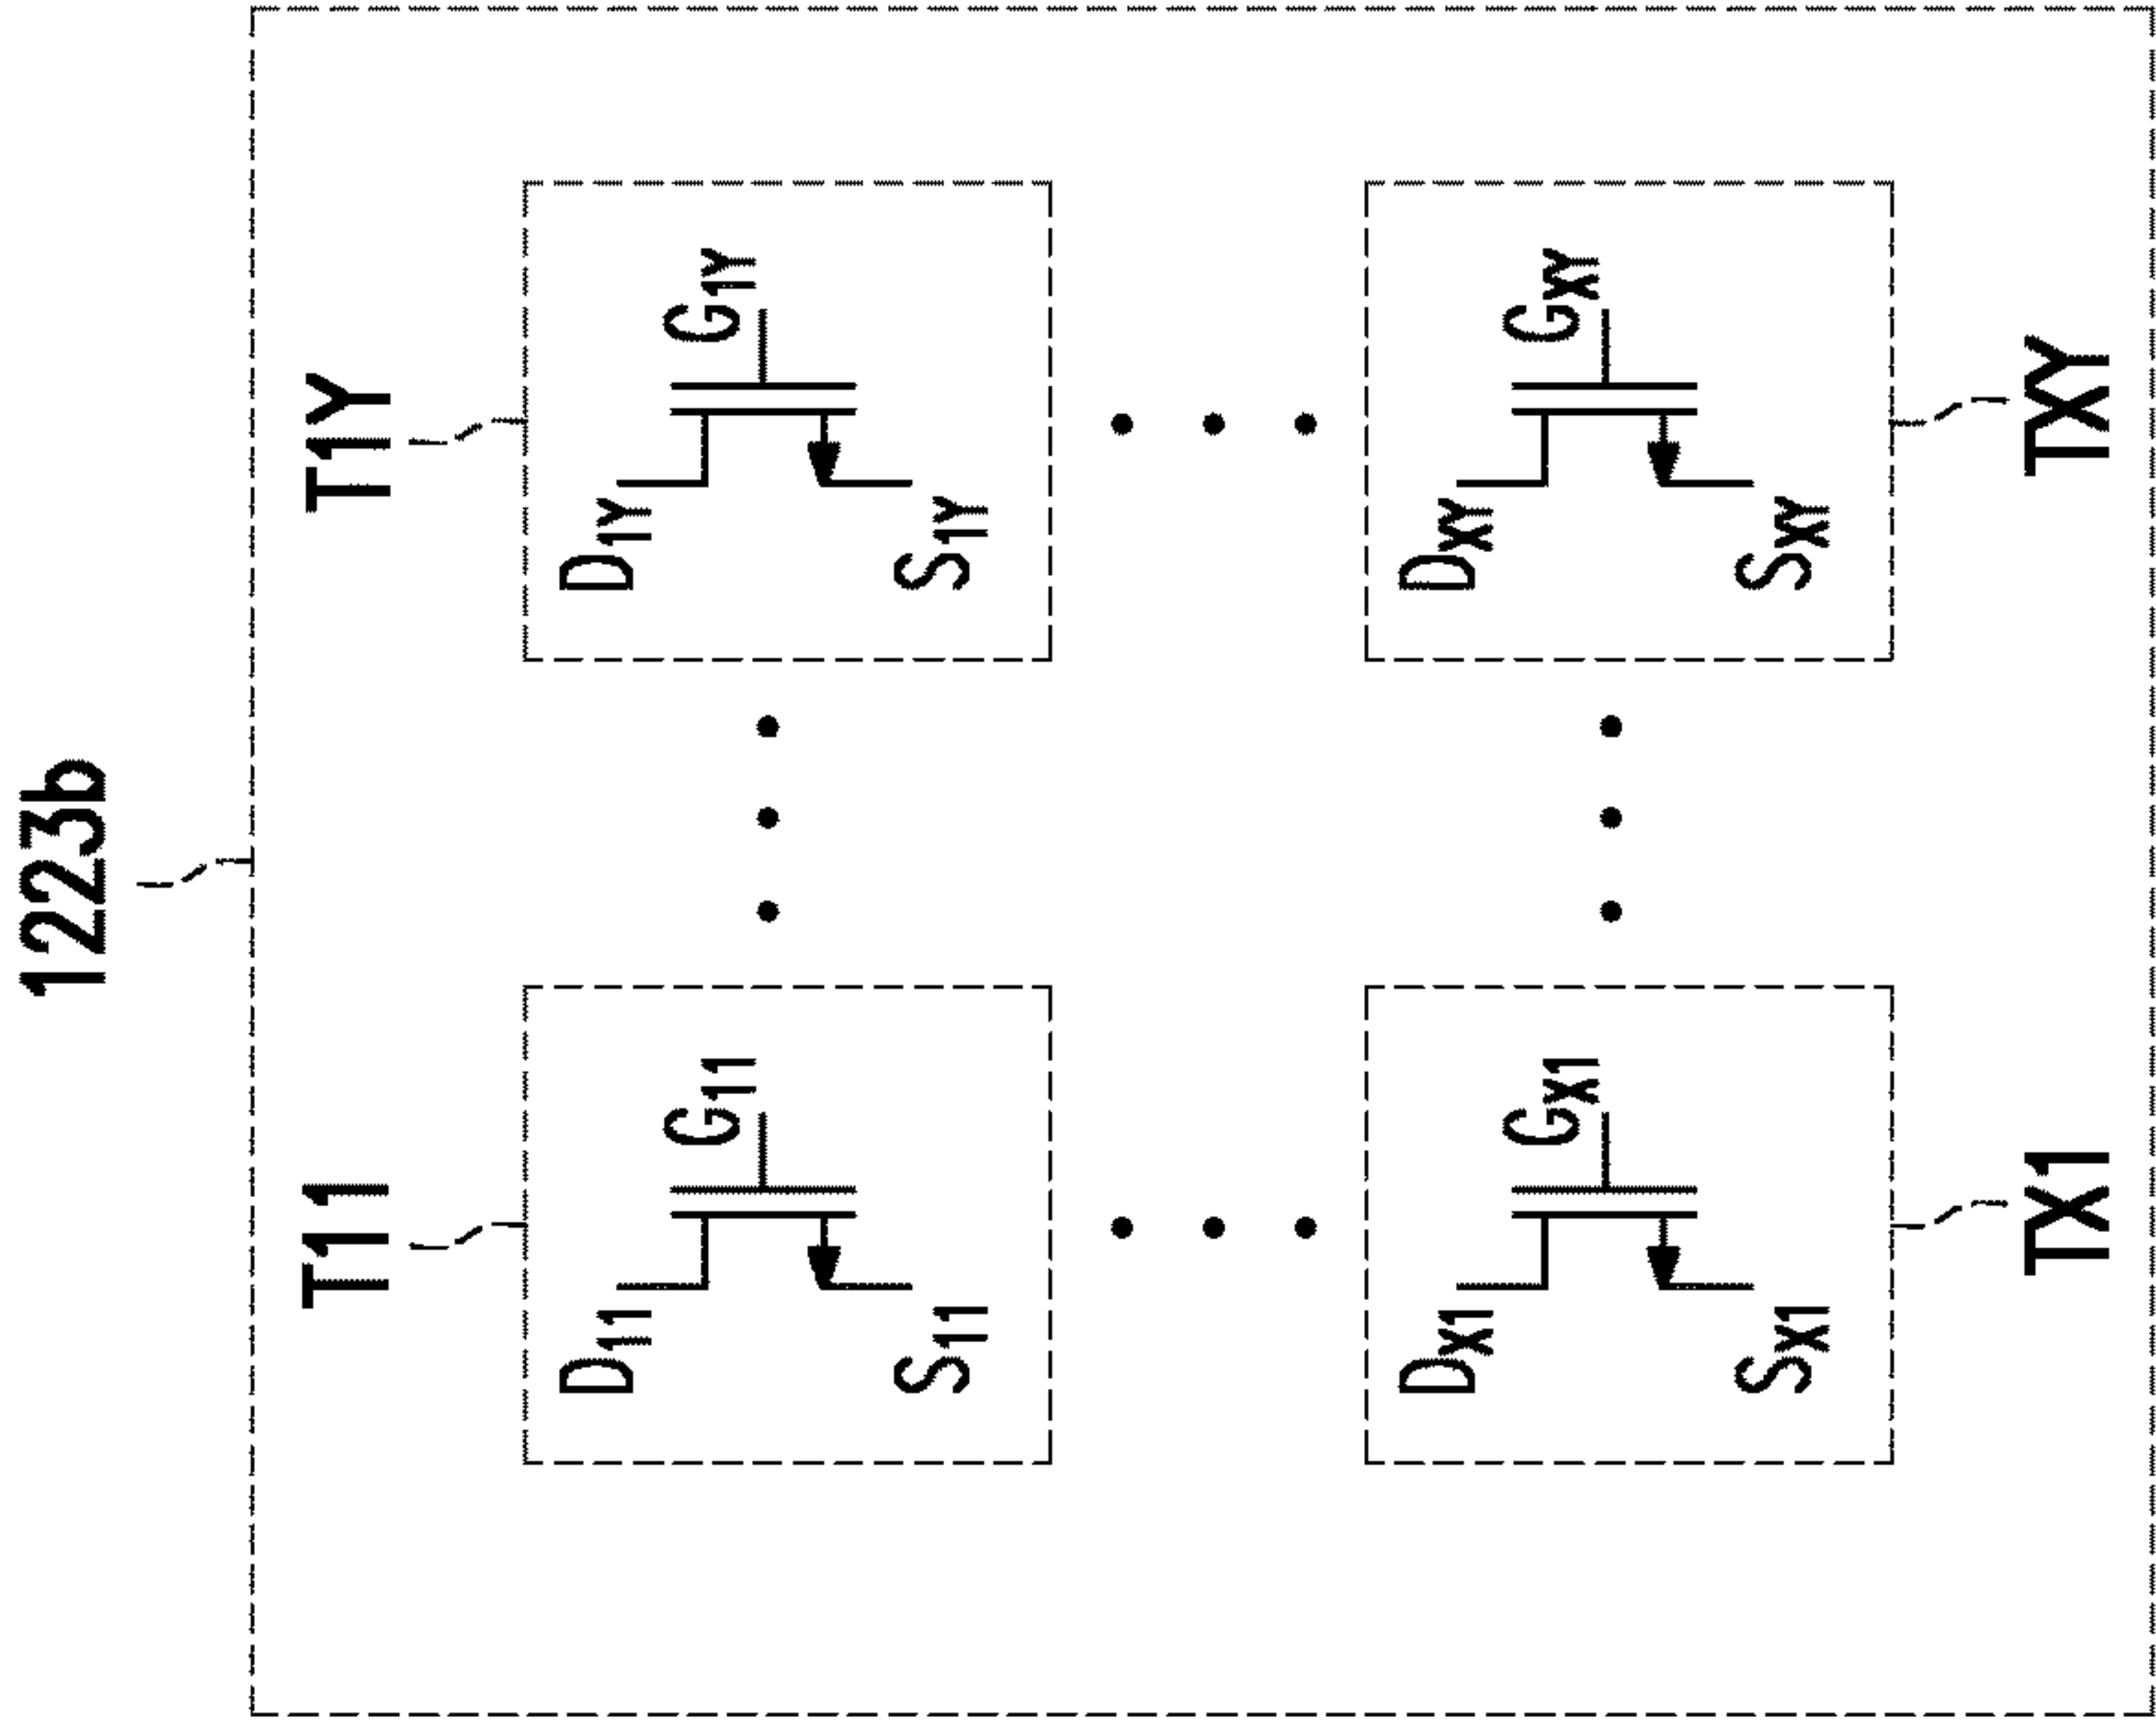 1223b
T11
T1Y
D11
G11
S11
D1Y
G1Y
S1Y
DX1
GX1
SX1
DXY
GXY
SXY
TX1
TXY